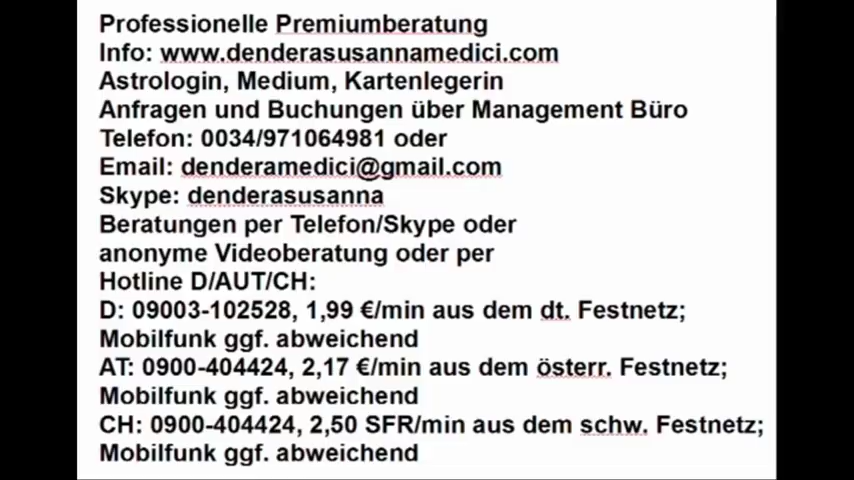 Professionelle Premiumberatung
Info: www.denderasusannamedici.com
Astrologin, Medium, Kartenlegerin
Anfragen und Buchungen über Management Büro
Telefon: 0034/971064981 oder
Email: denderamedici@gmail.com
Skype: denderasusanna
Beratungen per Telefon/Skype oder
anonyme Videoberatung oder per
Hotline D/AUT/CH:
D: 09003-102528, 1,99 €/min aus dem dt. Festnetz;
Mobilfunk ggf. abweichend
AT: 0900-404424, 2,17 €/min aus dem österr. Festnetz;
Mobilfunk ggf. abweichend
CH: 0900-404424, 2,50 SFR/min aus dem schw. Festnetz;
Mobilfunk ggf. abweichend